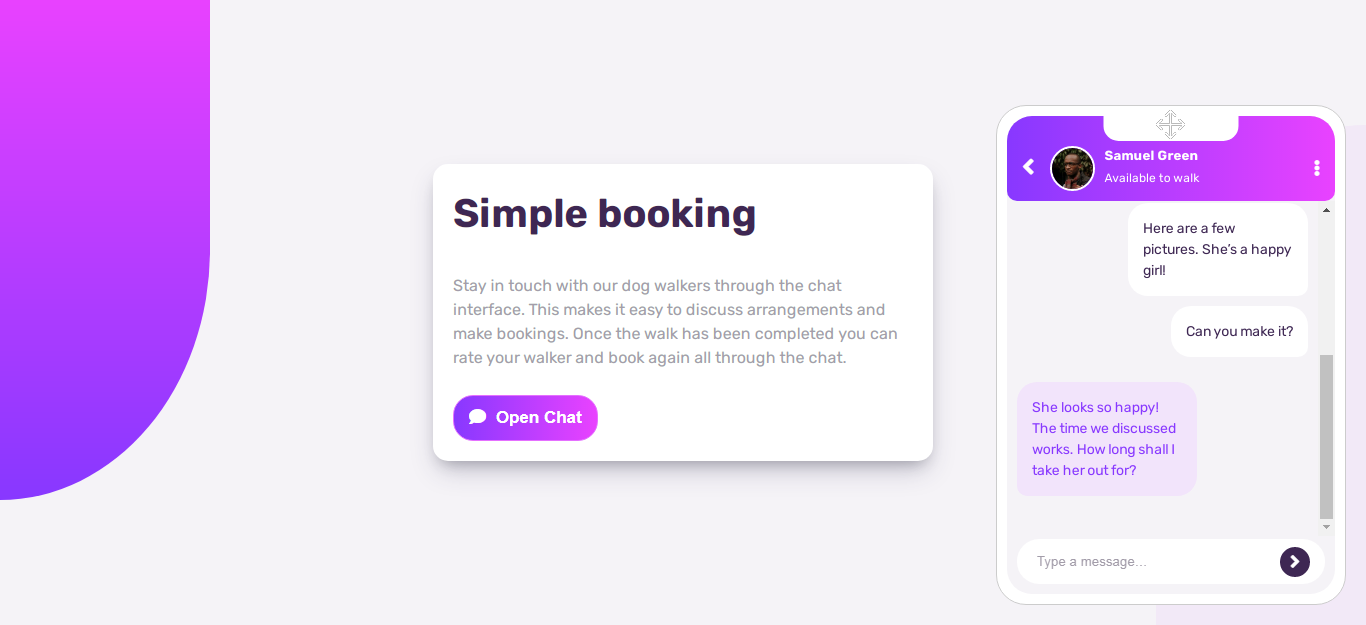 Simple booking
Stay in touch with our dog walkers through the chat
interface. This makes it easy to discuss arrangements and
make bookings. Once the walk has been completed you can
rate your walker and book again all through the chat.
Open Chat
Samuel Green
Available to walk
Here are a few
pictures. She’s a happy
girl!
Can you make it?
She looks so happy!
The time we discussed
works. How long shall I
take her out for?
Type a message...